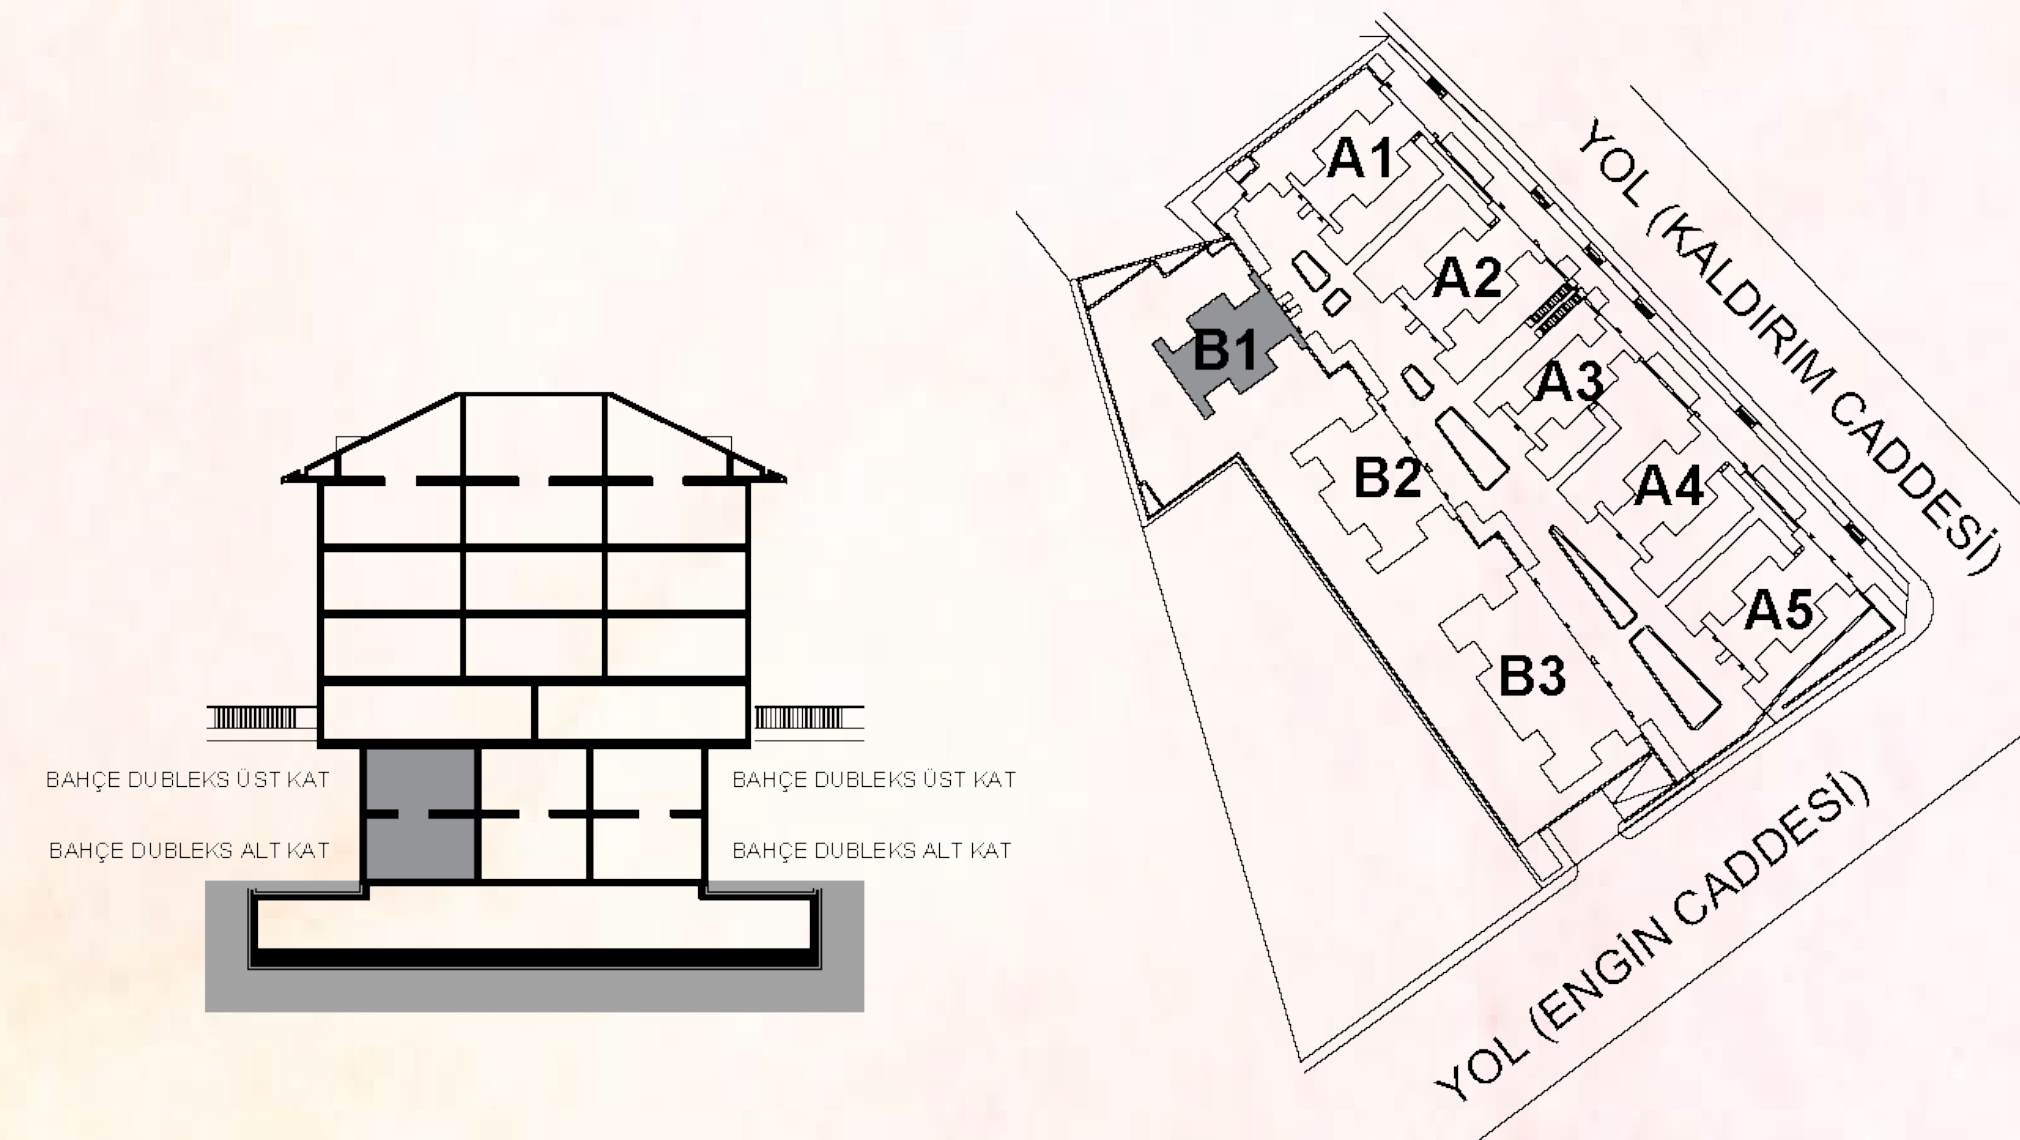 BAHÇE DUBLEKS ÜST KAT
BAHÇE DUBLEKS ÜST KAT
BAHÇE DUBLEKS ALT KAT
BAHÇE DUBLEKS ALT KAT
A1
A2
A3
A4
A5
B1
B2
B3
YOL (KALDIRIM CADDESİ)
YOL (ENGİN CADDESİ)